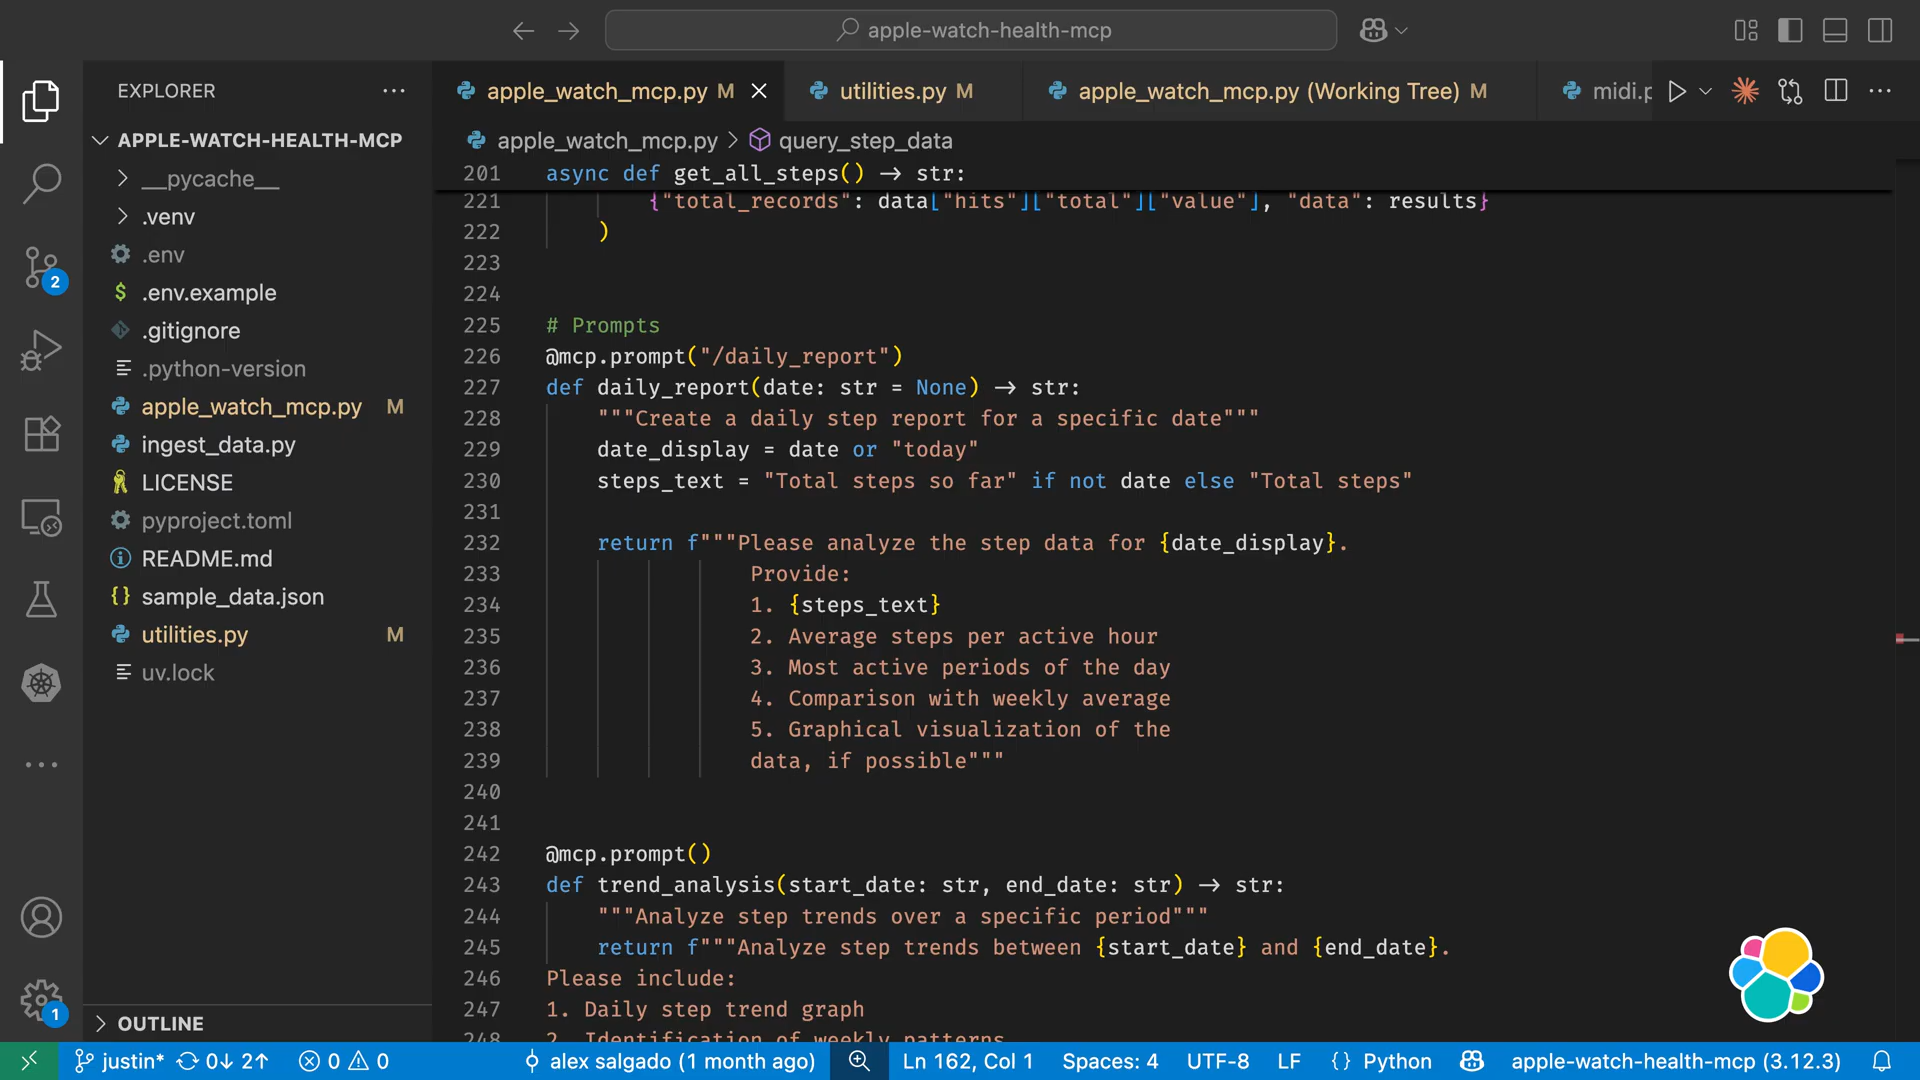 apple-watch-health-mcp
EXPLORER
APPLE-WATCH-HEALTH-MCP
__pycache__
.venv
.env
$ .env.example
.gitignore
.python-version
apple_watch_mcp.py M
ingest_data.py
LICENSE
pyproject.toml
README.md
{} sample_data.json
utilities.py M
uv.lock
OUTLINE
2
1
apple_watch_mcp.py M
utilities.py M
apple_watch_mcp.py (Working Tree) M
midi.p
apple_watch_mcp.py > query_step_data
201 async def get_all_steps() → str:
221 {"total_records": data["hits"]["total"]["value"], "data": results}
222 )
223
224
225 # Prompts
226 @mcp.prompt("/daily_report")
227 def daily_report(date: str = None) → str:
228 """Create a daily step report for a specific date"""
229 date_display = date or "today"
230 steps_text = "Total steps so far" if not date else "Total steps"
231
232 return f"""Please analyze the step data for {date_display}.
233 Provide:
234 1. {steps_text}
235 2. Average steps per active hour
236 3. Most active periods of the day
237 4. Comparison with weekly average
238 5. Graphical visualization of the
239 data, if possible"""
240
241
242 @mcp.prompt()
243 def trend_analysis(start_date: str, end_date: str) → str:
244 """Analyze step trends over a specific period"""
245 return f"""Analyze step trends between {start_date} and {end_date}.
246 Please include:
247 1. Daily step trend graph
248 2. Identification of weekly patterns
justin* 0↓ 2↑ 0 0 alex salgado (1 month ago) Ln 162, Col 1 Spaces: 4 UTF-8 LF {} Python apple-watch-health-mcp (3.12.3)